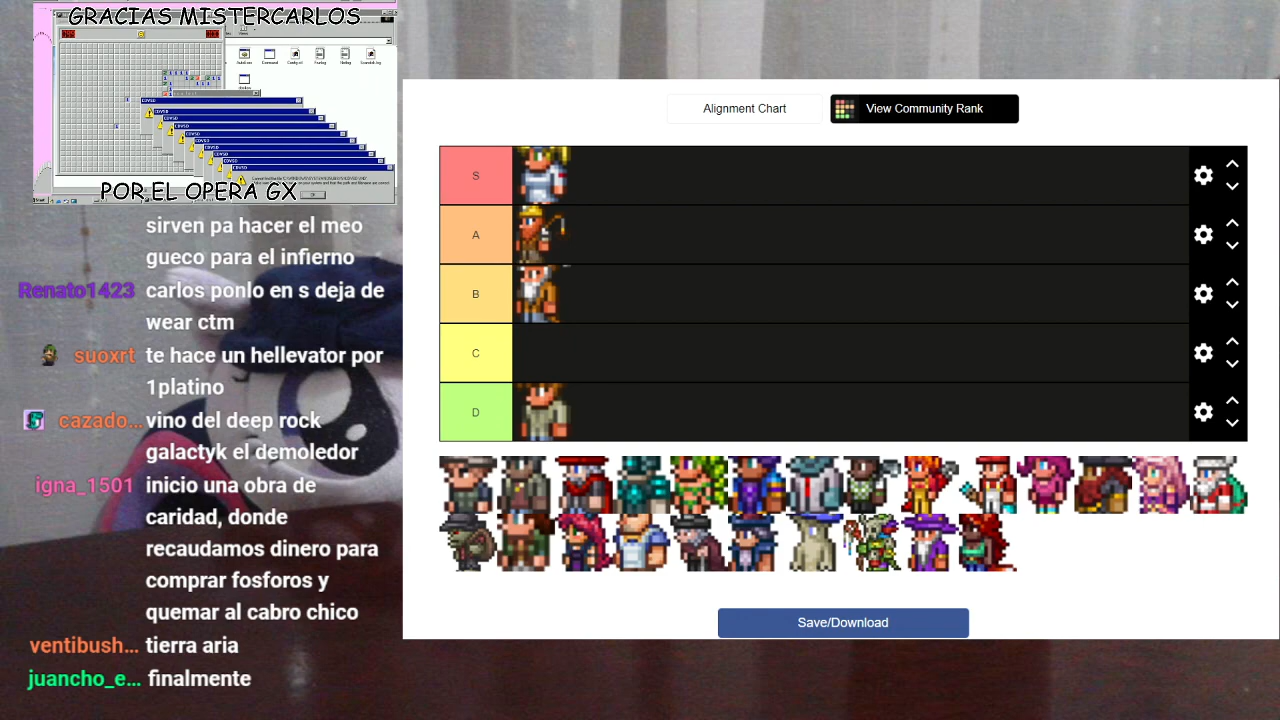 GRACIAS MISTERCARLOS
POR EL OPERA GX
sirven pa hacer el meo
gueco para el infierno
Renato1423 carlos ponlo en s deja de
wear ctm
suoxrt te hace un hellevator por
1platino
cazado... vino del deep rock
galactyk el demoledor
igna_1501 inicio una obra de
caridad, donde
recaudamos dinero para
comprar fosforos y
quemar al cabro chico
ventibush... tierra aria
juancho_e... finalmente
Alignment Chart
View Community Rank
S
A
B
C
D
Save/Download